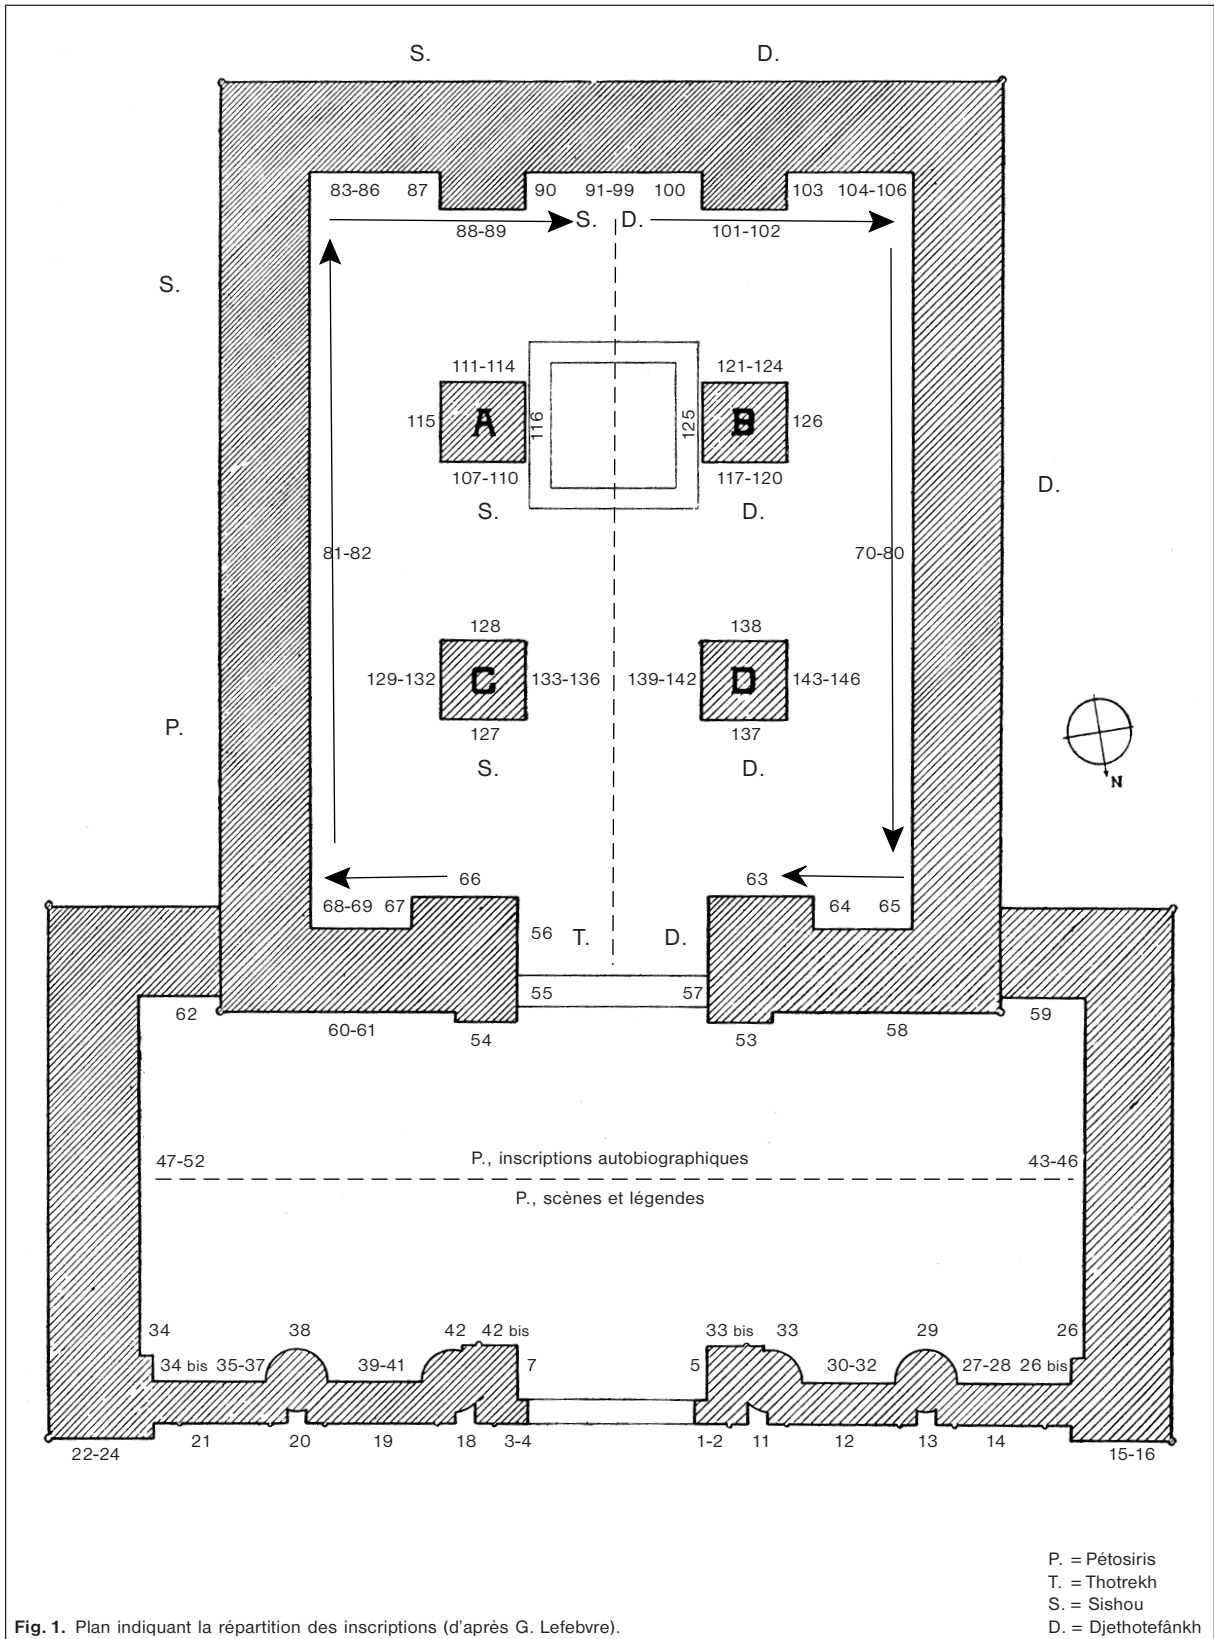 S. D.
83-86 87 90 91-99 100 103 104-106
S. D.
88-89 101-102
S.
111-114 121-124
115 A 116 125 B 126
107-110 117-120
S. D.
D.
81-82 70-80
128 138
129-132 C 133-136 139-142 D 143-146
127 137
P.
S. D.
N
66 63
68-69 67 64 65
56 T. D.
55 57
62 59
60-61 54 53 58
47-52 P., inscriptions autobiographiques 43-46
P., scènes et légendes
34 38 42 42 bis 33 bis 33 29 26
34 bis 35-37 39-41 7 5 30-32 27-28 26 bis
22-24 21 20 19 18 3-4 1-2 11 12 13 14 15-16
P. = Pétosiris
T. = Thotrekh
S. = Sishou
D. = Djethotefânkh
Fig. 1. Plan indiquant la répartition des inscriptions (d'après G. Lefebvre).